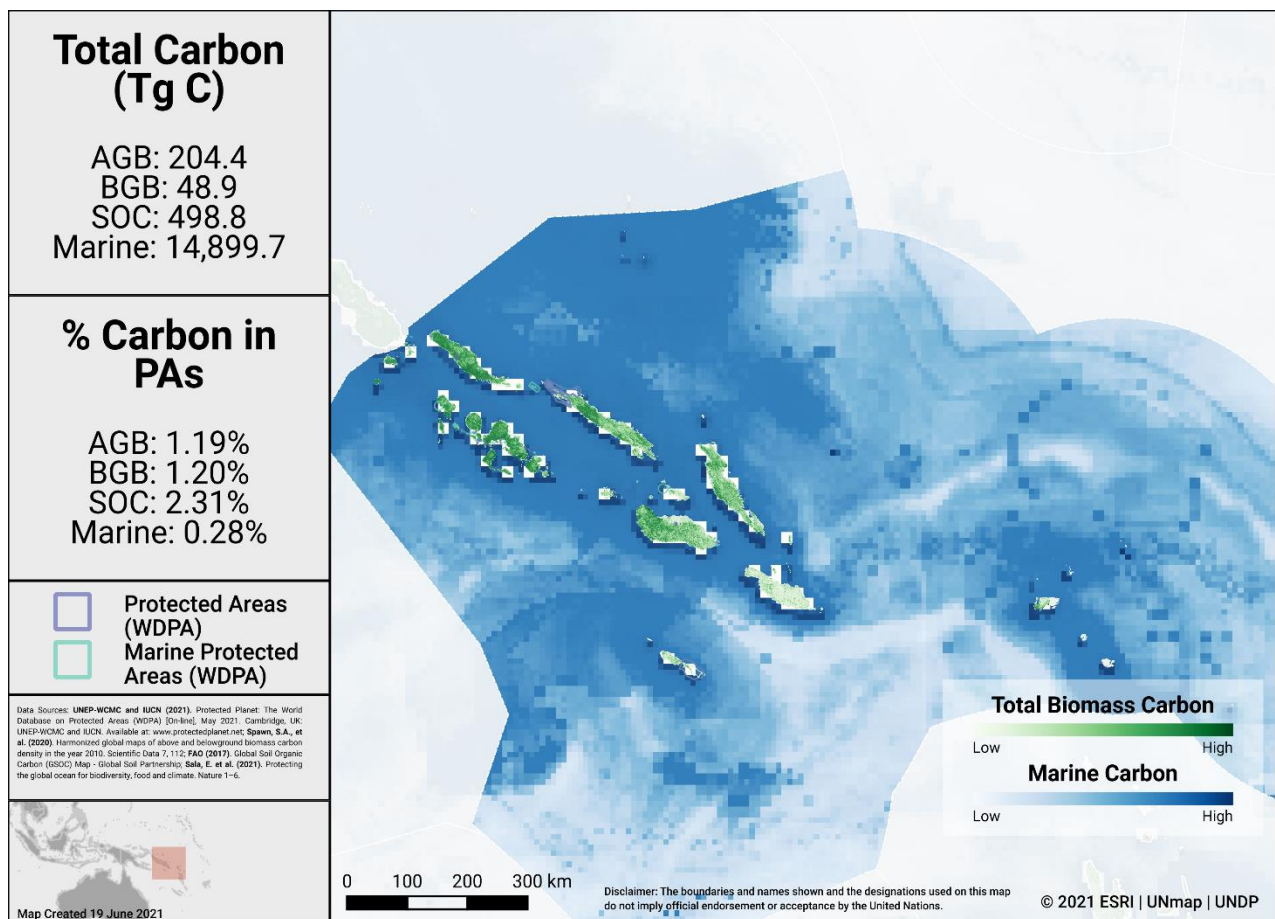 Total Carbon
(Tg C)
AGB: 204.4
BGB: 48.9
SOC: 498.8
Marine: 14,899.7
% Carbon in
PAs
AGB: 1.19%
BGB: 1.20%
SOC: 2.31%
Marine: 0.28%
Protected Areas
(WDPA)
Marine Protected
Areas (WDPA)
Data Sources: UNEP-WCMC and IUCN (2021). Protected Planet: The World
Database on Protected Areas (WDPA) [On-line], May 2021. Cambridge, UK:
UNEP-WCMC and IUCN. Available at: www.protectedplanet.net; Spawn, S.A., et
al. (2020). Harmonized global maps of above and belowground biomass carbon
density in the year 2010. Scientific Data 7, 112; FAO (2017). Global Soil Organic
Carbon (GSOC) Map - Global Soil Partnership; Sala, E. et al. (2021). Protecting
the global ocean for biodiversity, food and climate. Nature 1–6.
Map Created 19 June 2021
Total Biomass Carbon
Low High
Marine Carbon
Low High
0 100 200 300 km
Disclaimer: The boundaries and names shown and the designations used on this map
do not imply official endorsement or acceptance by the United Nations.
© 2021 ESRI | UNmap | UNDP